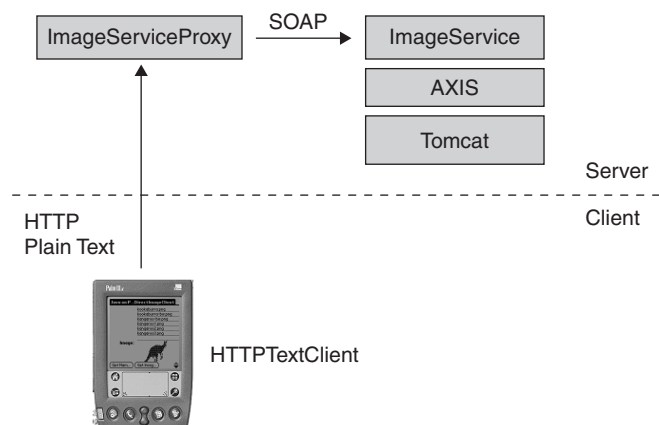 ImageServiceProxy
SOAP
ImageService
AXIS
Tomcat
Server
HTTP
Plain Text
Client
HTTPTextClient